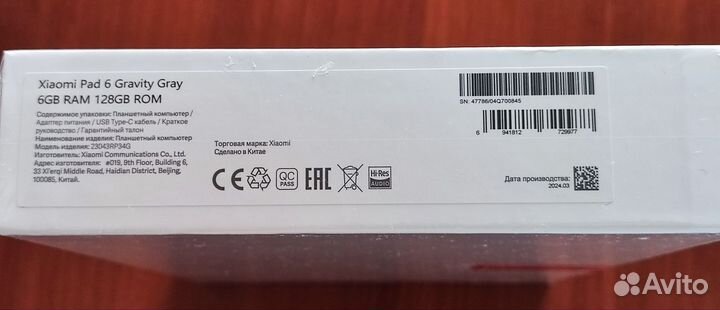 Xiaomi Pad 6 Gravity Gray
6GB RAM 128GB ROM
Содержимое упаковки: Планшетный компьютер /
Адаптер питания / USB Type-C кабель / Краткое
руководство / Гарантийный талон
Наименование изделия: Планшетный компьютер
Модель изделия: 23043RP34G
Изготовитель: Xiaomi Communications Co., Ltd.
Адрес изготовителя: #019, 9th Floor, Building 6,
33 Xi'erqi Middle Road, Haidian District, Beijing,
100085, Китай.
Торговая марка: Xiaomi
Сделано в Китае
CE
QC
PASS
EAC
Hi-Res
AUDIO
SN: 47786/04Q700845
6 941812 729977
Дата производства:
2024.03
Avito